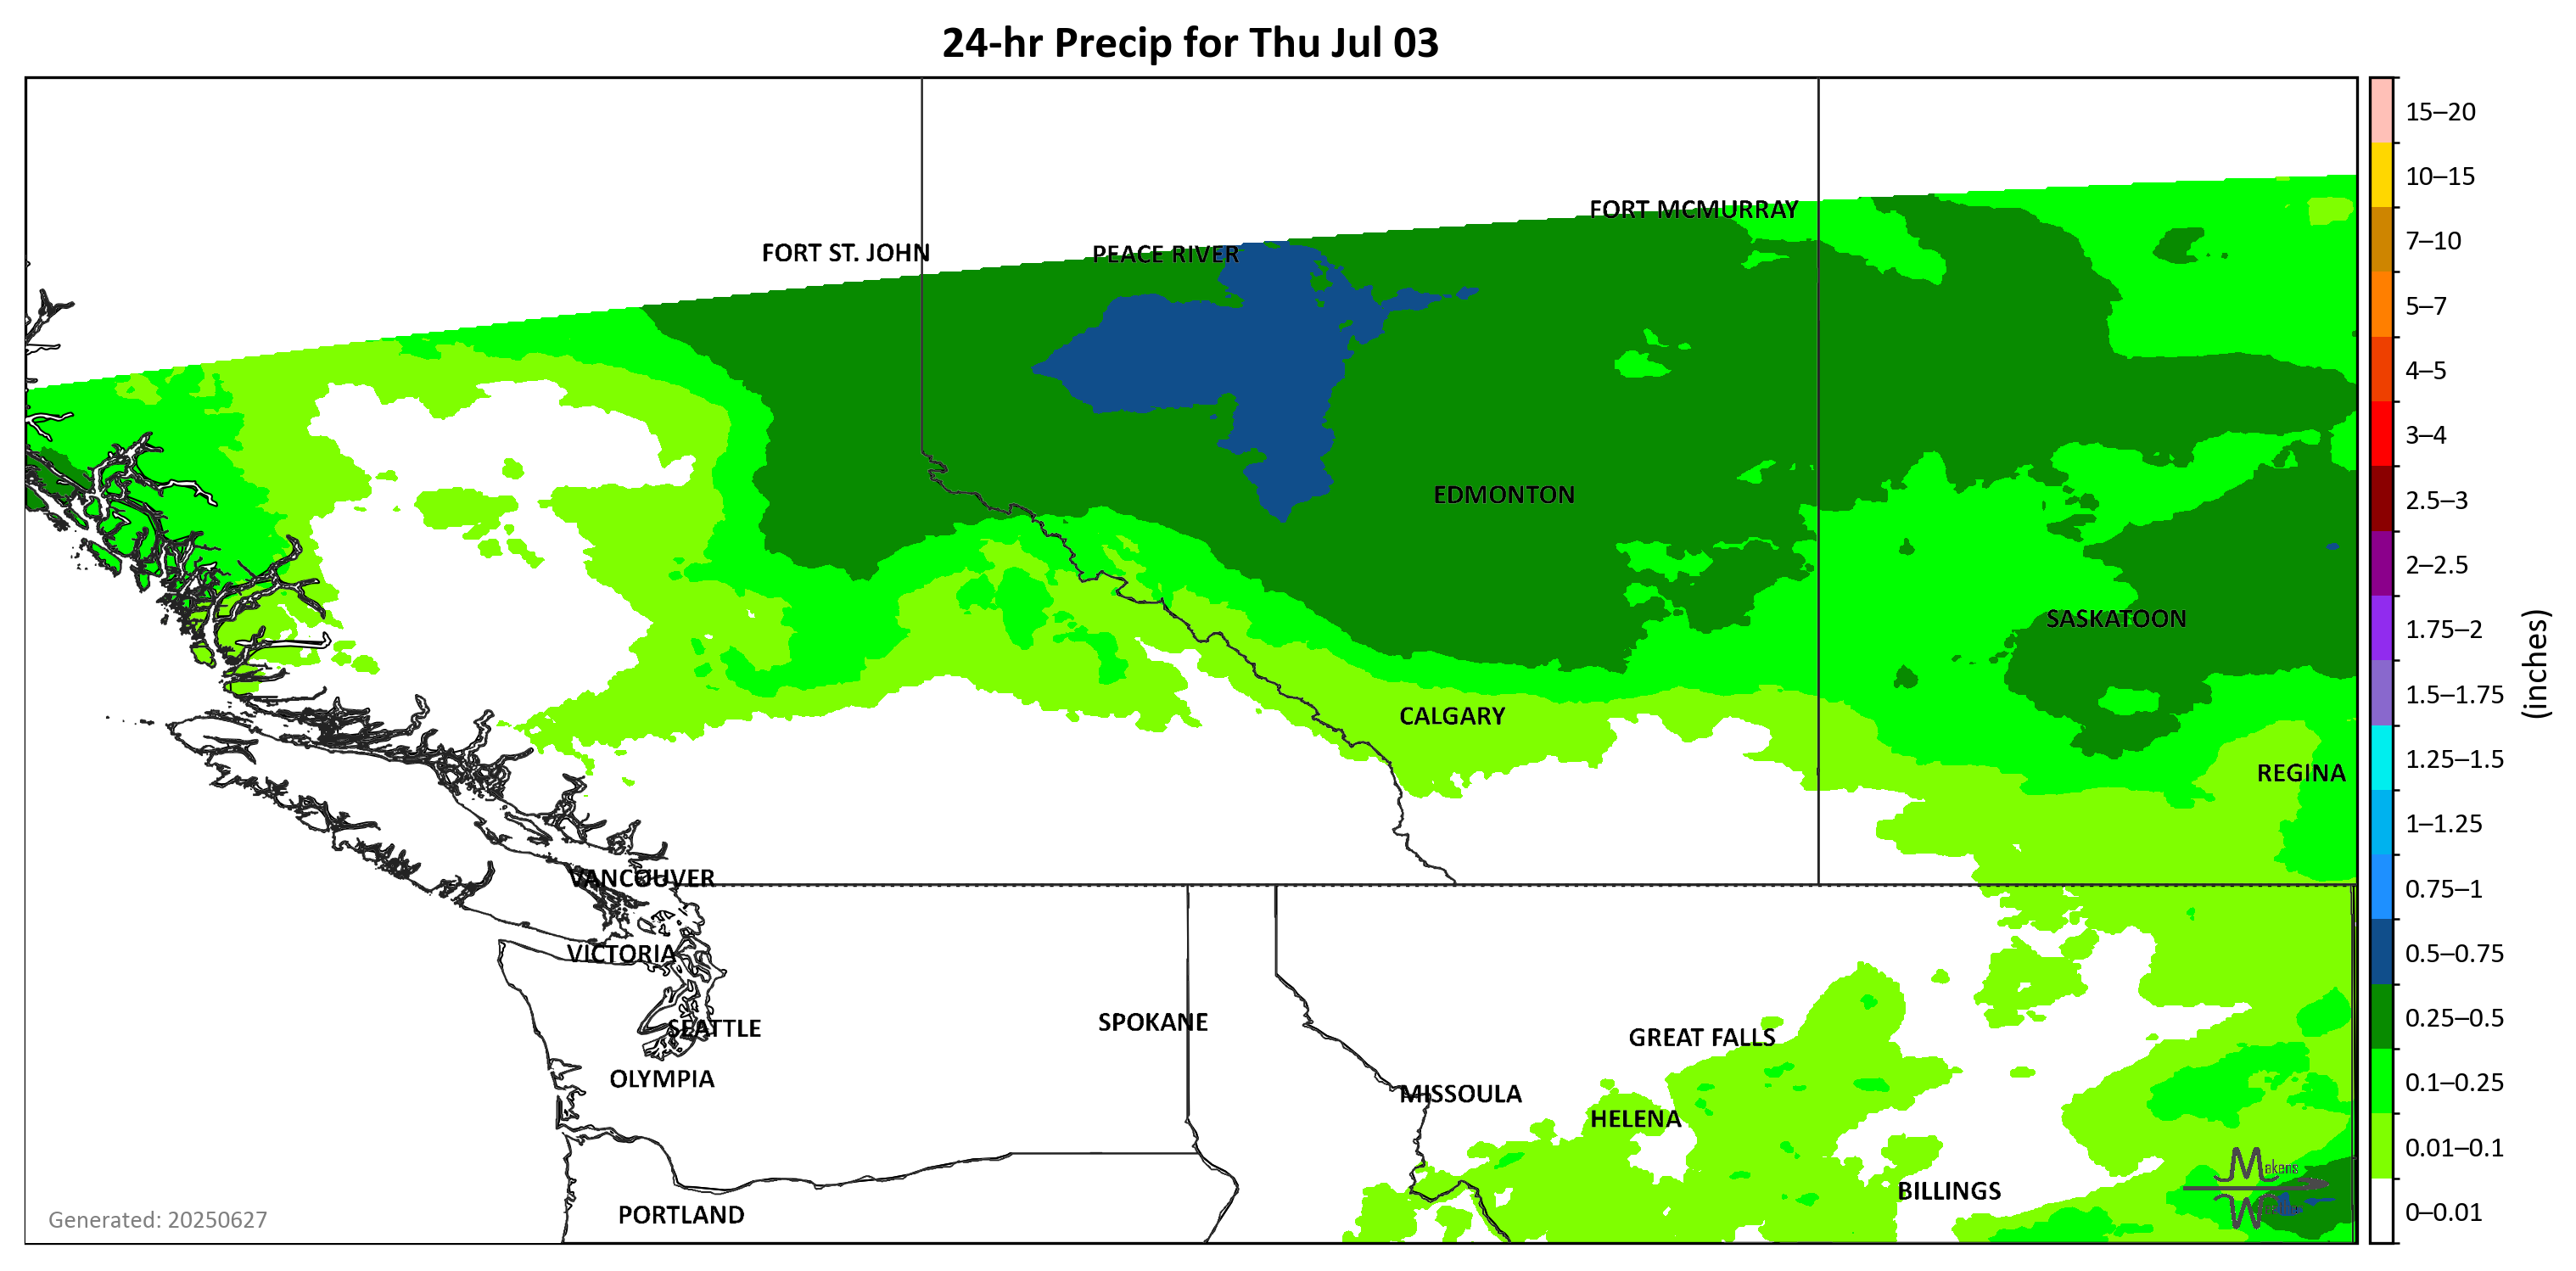 24-hr Precip for Thu Jul 03
15–20
10–15
7–10
5–7
4–5
3–4
2.5–3
2–2.5
1.75–2
1.5–1.75
1.25–1.5
1–1.25
0.75–1
0.5–0.75
0.25–0.5
0.1–0.25
0.01–0.1
0–0.01
(inches)
FORT MCMURRAY
FORT ST. JOHN
PEACE RIVER
EDMONTON
SASKATOON
CALGARY
REGINA
VANCOUVER
VICTORIA
SPOKANE
SEATTLE
GREAT FALLS
OLYMPIA
MISSOULA
HELENA
BILLINGS
PORTLAND
Makens
Generated: 20250627